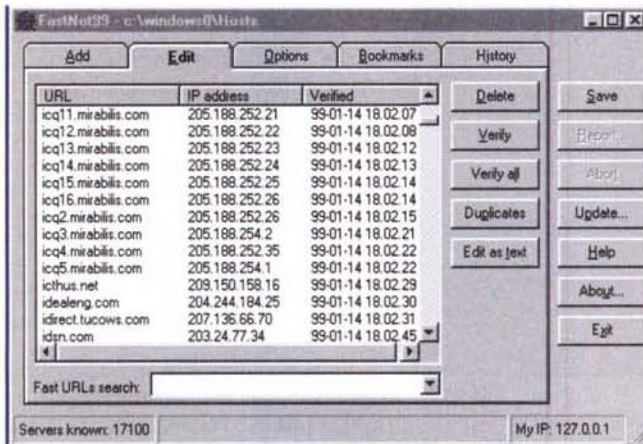 FastNet99 - c:\windows0\Hosts
Add Edit Options Bookmarks History
URL IP address Verified
icq11.mirabilis.com 205.188.252.21 99-01-14 18.02.07
icq12.mirabilis.com 205.188.252.22 99-01-14 18.02.08
icq13.mirabilis.com 205.188.252.23 99-01-14 18.02.12
icq14.mirabilis.com 205.188.252.24 99-01-14 18.02.13
icq15.mirabilis.com 205.188.252.25 99-01-14 18.02.14
icq16.mirabilis.com 205.188.252.26 99-01-14 18.02.14
icq2.mirabilis.com 205.188.252.26 99-01-14 18.02.15
icq3.mirabilis.com 205.188.254.2 99-01-14 18.02.21
icq4.mirabilis.com 205.188.252.35 99-01-14 18.02.22
icq5.mirabilis.com 205.188.254.1 99-01-14 18.02.22
icthus.net 209.150.158.16 99-01-14 18.02.29
idealeng.com 204.244.184.25 99-01-14 18.02.30
idirect.tucows.com 207.136.66.70 99-01-14 18.02.31
idsn.com 203.24.77.34 99-01-14 18.02.45
Delete
Verify
Verify all
Duplicates
Edit as text
Save
Report...
Abort
Update...
Help
About...
Exit
Fast URLs search:
Servers known: 17100 My IP: 127.0.0.1